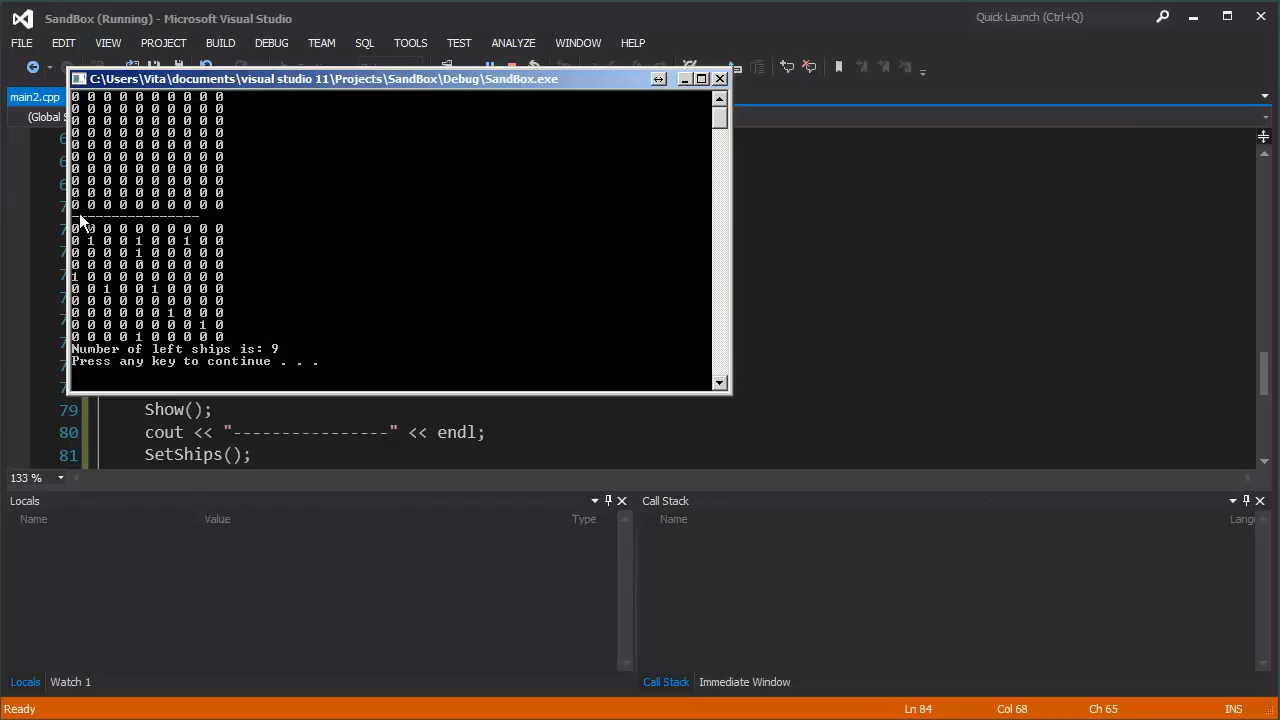 SandBox (Running) - Microsoft Visual Studio
Quick Launch (Ctrl+Q)
FILE EDIT VIEW PROJECT BUILD DEBUG TEAM SQL TOOLS TEST ANALYZE WINDOW HELP
C:\Users\Vita\documents\visual studio 11\Projects\SandBox\Debug\SandBox.exe
main2.cpp
(Global S
0 0 0 0 0 0 0 0 0 0
0 0 0 0 0 0 0 0 0 0
0 0 0 0 0 0 0 0 0 0
0 0 0 0 0 0 0 0 0 0
0 0 0 0 0 0 0 0 0 0
0 0 0 0 0 0 0 0 0 0
0 0 0 0 0 0 0 0 0 0
0 0 0 0 0 0 0 0 0 0
0 0 0 0 0 0 0 0 0 0
0 0 0 0 0 0 0 0 0 0
----------------
0 0 0 0 0 0 0 0 0 0
0 1 0 0 1 0 0 1 0 0
0 0 0 0 1 0 0 0 0 0
0 0 0 0 0 0 0 0 0 0
1 0 0 0 0 0 0 0 0 0
0 0 1 0 0 1 0 0 0 0
0 0 0 0 0 0 0 0 0 0
0 0 0 0 0 0 1 0 0 0
0 0 0 0 0 0 0 0 1 0
0 0 0 0 1 0 0 0 0 0
Number of left ships is: 9
Press any key to continue . . .
79 Show();
80 cout << "----------------" << endl;
81 SetShips();
133 %
Locals
Name Value Type
Call Stack
Name Langu
Locals Watch 1
Call Stack Immediate Window
Ready Ln 84 Col 68 Ch 65 INS